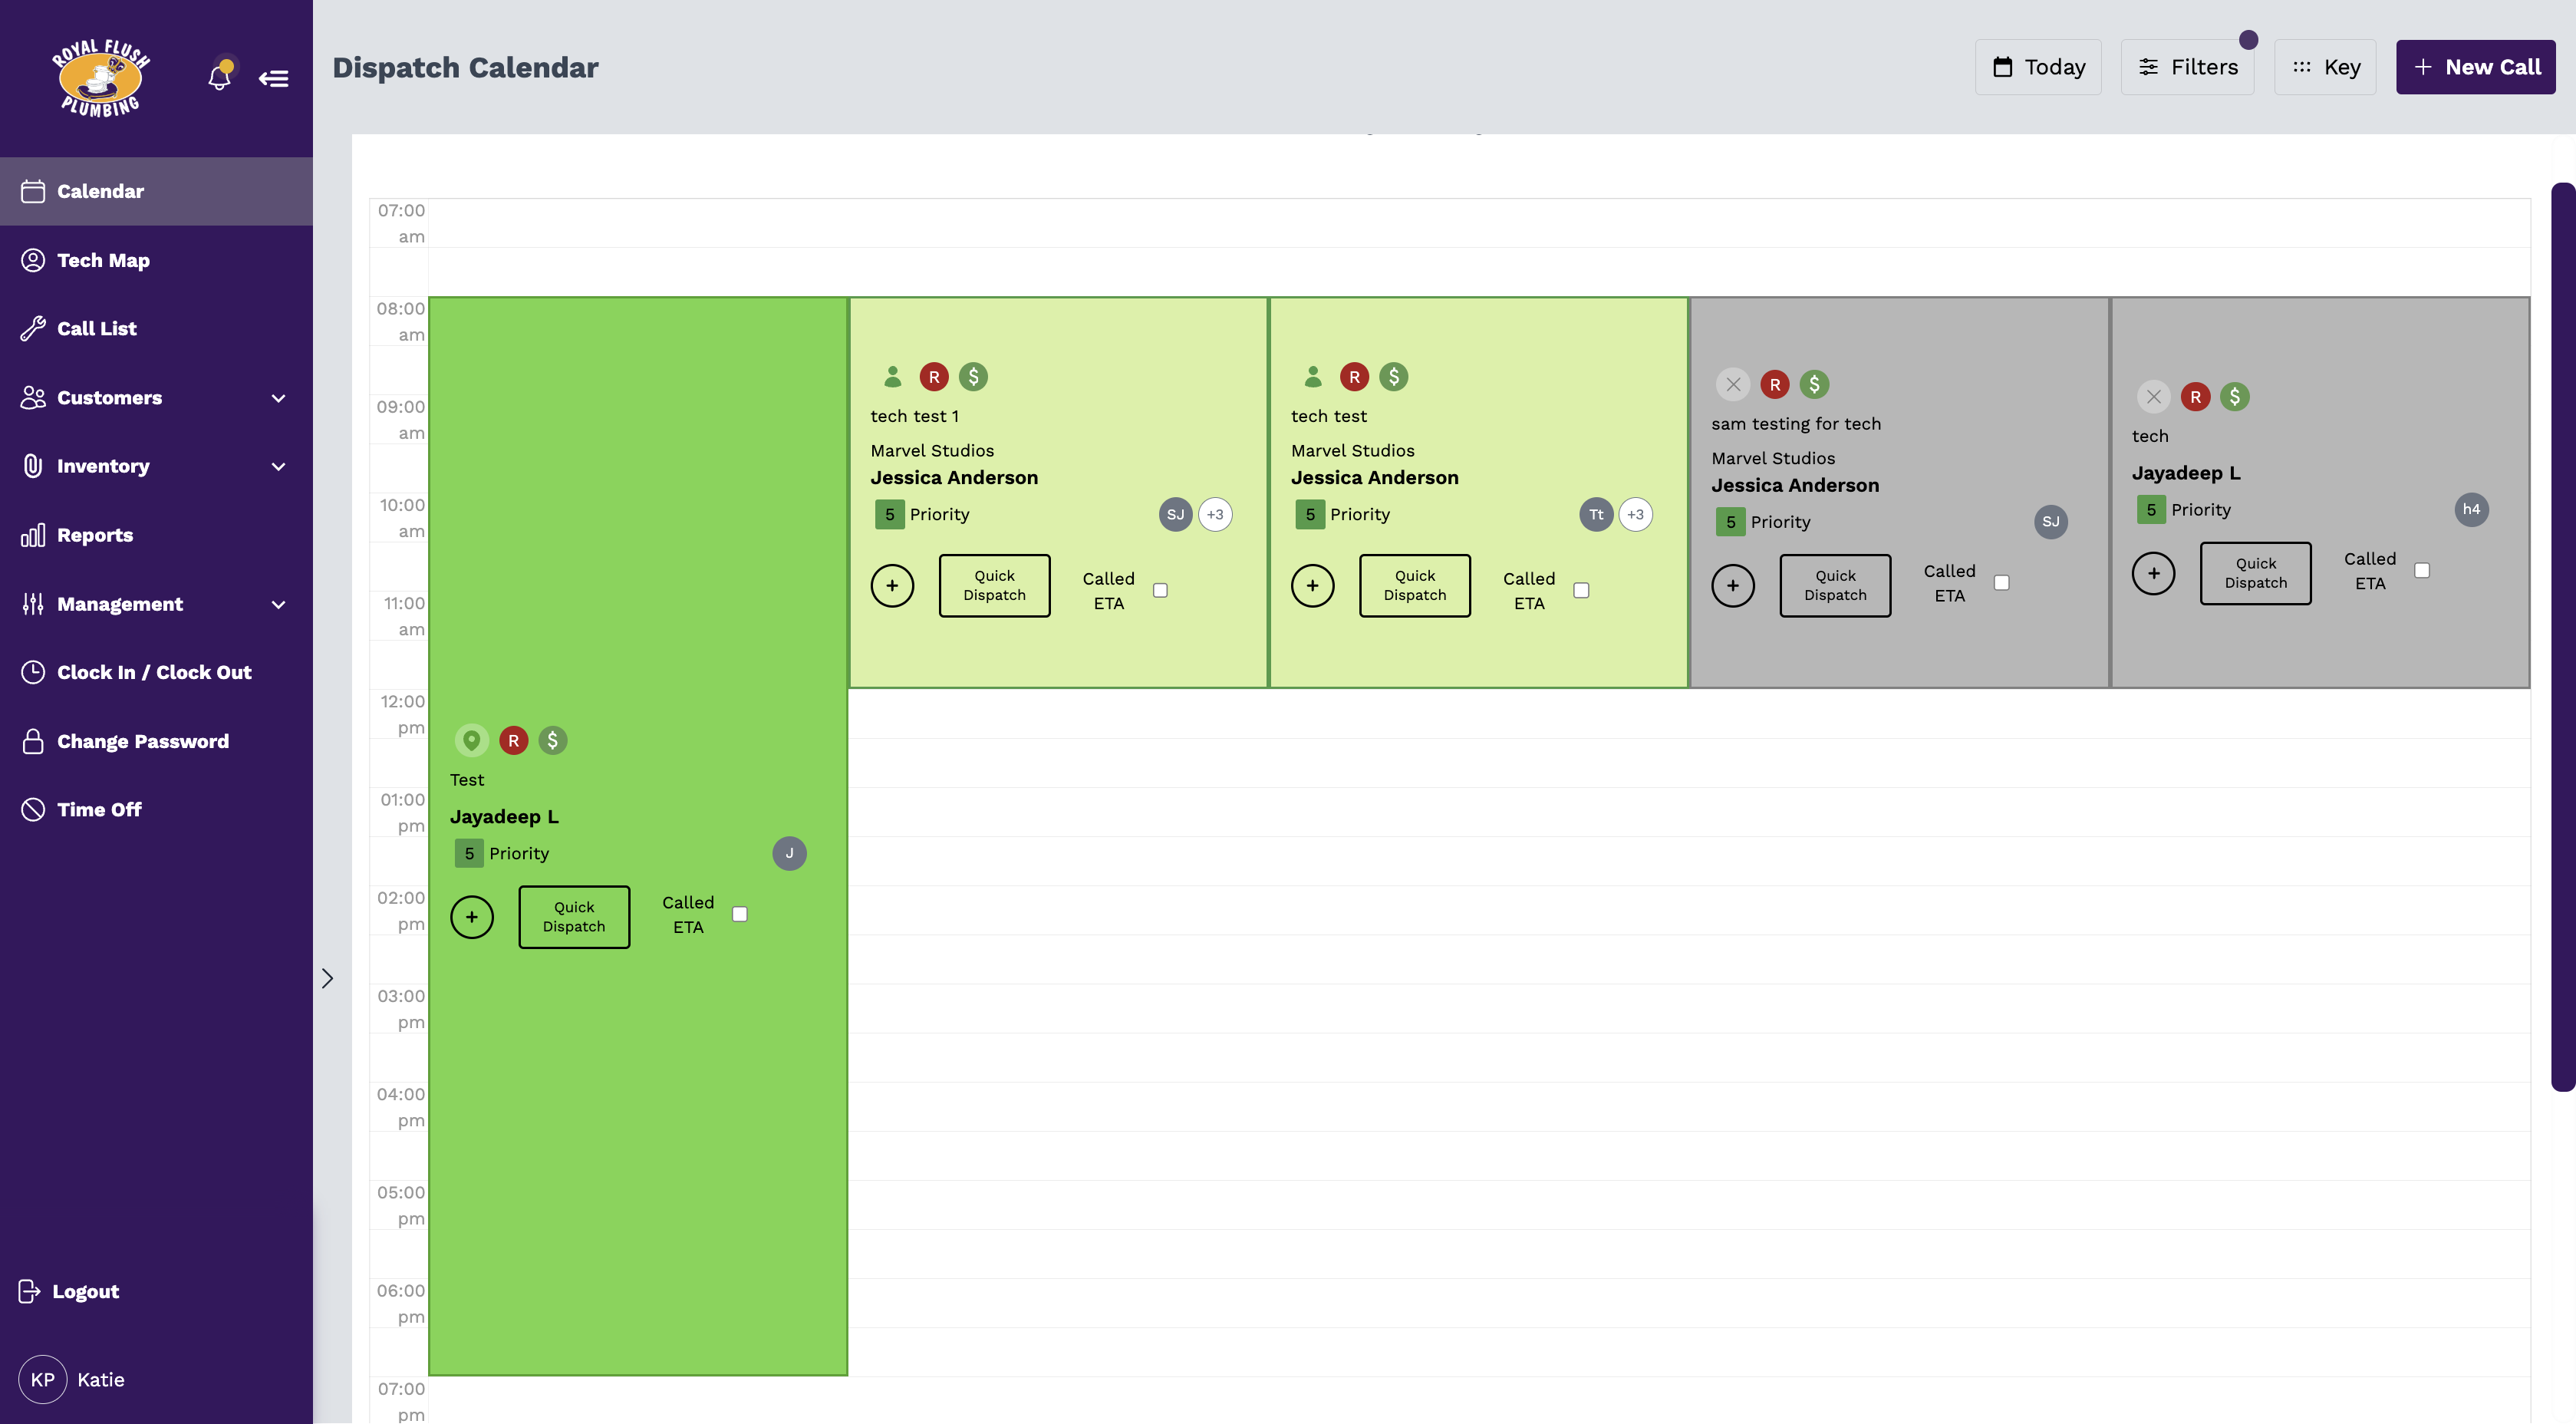 ROYAL FLUSH
PLUMBING
Calendar
Tech Map
Call List
Customers
Inventory
Reports
Management
Clock In / Clock Out
Change Password
Time Off
Logout
KP Katie
Dispatch Calendar
Today
Filters
Key
+ New Call
07:00
am
08:00
am
09:00
am
10:00
am
11:00
am
12:00
pm
01:00
pm
02:00
pm
03:00
pm
04:00
pm
05:00
pm
06:00
pm
07:00
pm
R $
Test
Jayadeep L
5 Priority J
+ Quick
Dispatch
Called
ETA
R $
tech test 1
Marvel Studios
Jessica Anderson
5 Priority SJ +3
+ Quick
Dispatch
Called
ETA
R $
tech test
Marvel Studios
Jessica Anderson
5 Priority Tt +3
+ Quick
Dispatch
Called
ETA
R $
sam testing for tech
Marvel Studios
Jessica Anderson
5 Priority SJ
+ Quick
Dispatch
Called
ETA
R $
tech
Jayadeep L
5 Priority h4
+ Quick
Dispatch
Called
ETA